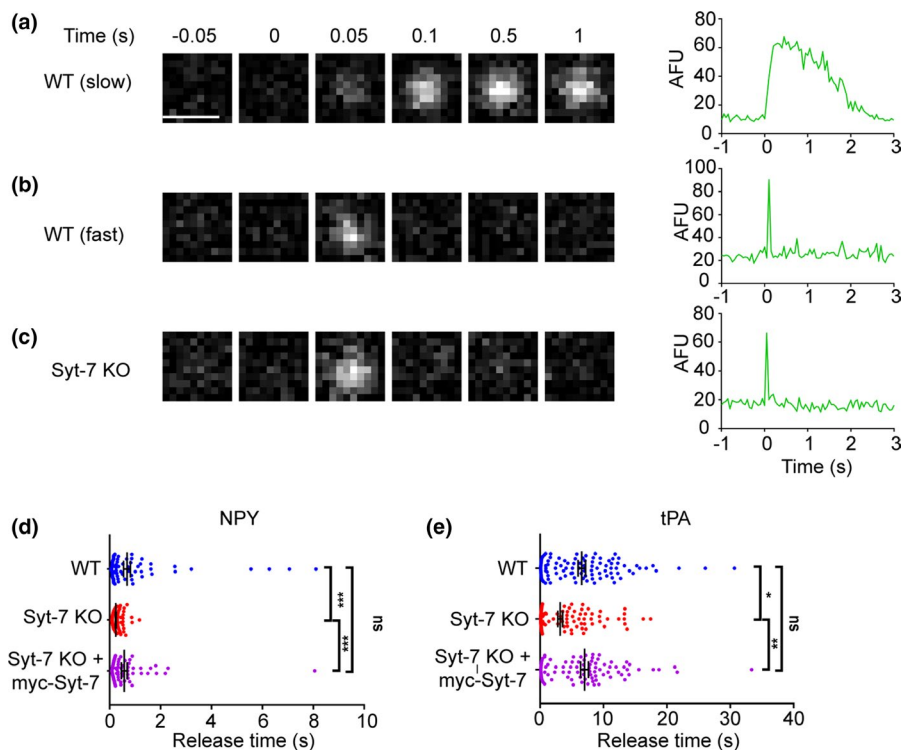 (a)
Time (s) -0.05 0 0.05 0.1 0.5 1
WT (slow)
AFU
80
60
40
20
0
-1 0 1 2 3
(b)
WT (fast)
AFU
100
80
60
40
20
0
-1 0 1 2 3
(c)
Syt-7 KO
AFU
80
60
40
20
0
-1 0 1 2 3
Time (s)
(d)
NPY
WT
Syt-7 KO
Syt-7 KO +
myc-Syt-7
***
***
ns
0 2 4 6 8 10
Release time (s)
(e)
tPA
WT
Syt-7 KO
Syt-7 KO +
myc-Syt-7
*
**
ns
0 10 20 30 40
Release time (s)